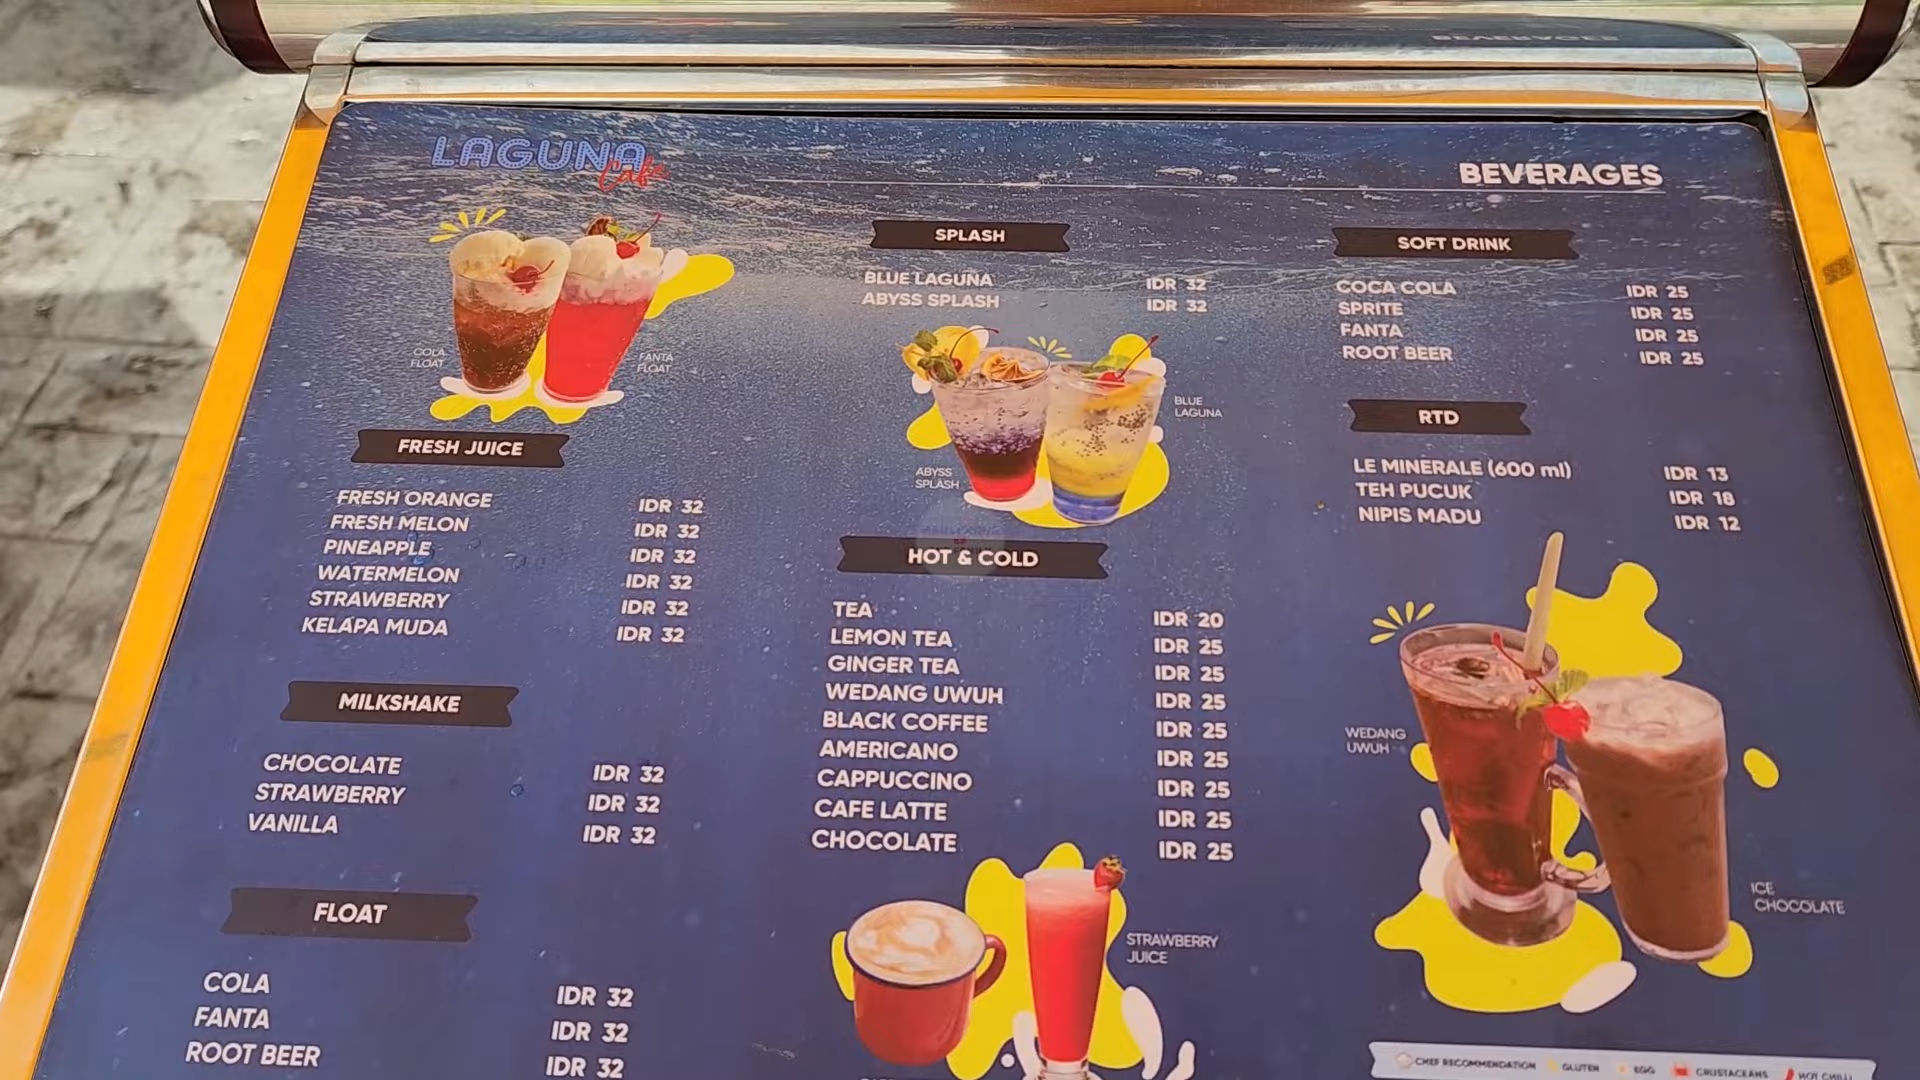 LAGUNA
Cafe
BEVERAGES
COLA
FLOAT
FANTA
FLOAT
FRESH JUICE
FRESH ORANGE IDR 32
FRESH MELON IDR 32
PINEAPPLE IDR 32
WATERMELON IDR 32
STRAWBERRY IDR 32
KELAPA MUDA IDR 32
MILKSHAKE
CHOCOLATE IDR 32
STRAWBERRY IDR 32
VANILLA IDR 32
FLOAT
COLA IDR 32
FANTA IDR 32
ROOT BEER IDR 32
SPLASH
BLUE LAGUNA IDR 32
ABYSS SPLASH IDR 32
BLUE
LAGUNA
ABYSS
SPLASH
HOT & COLD
TEA IDR 20
LEMON TEA IDR 25
GINGER TEA IDR 25
WEDANG UWUH IDR 25
BLACK COFFEE IDR 25
AMERICANO IDR 25
CAPPUCCINO IDR 25
CAFE LATTE IDR 25
CHOCOLATE IDR 25
STRAWBERRY
JUICE
SOFT DRINK
COCA COLA IDR 25
SPRITE IDR 25
FANTA IDR 25
ROOT BEER IDR 25
RTD
LE MINERALE (600 ml) IDR 13
TEH PUCUK IDR 18
NIPIS MADU IDR 12
WEDANG
UWUH
ICE
CHOCOLATE
CHEF RECOMMENDATION GLUTEN EGG CRUSTACEANS HOT CHILLI